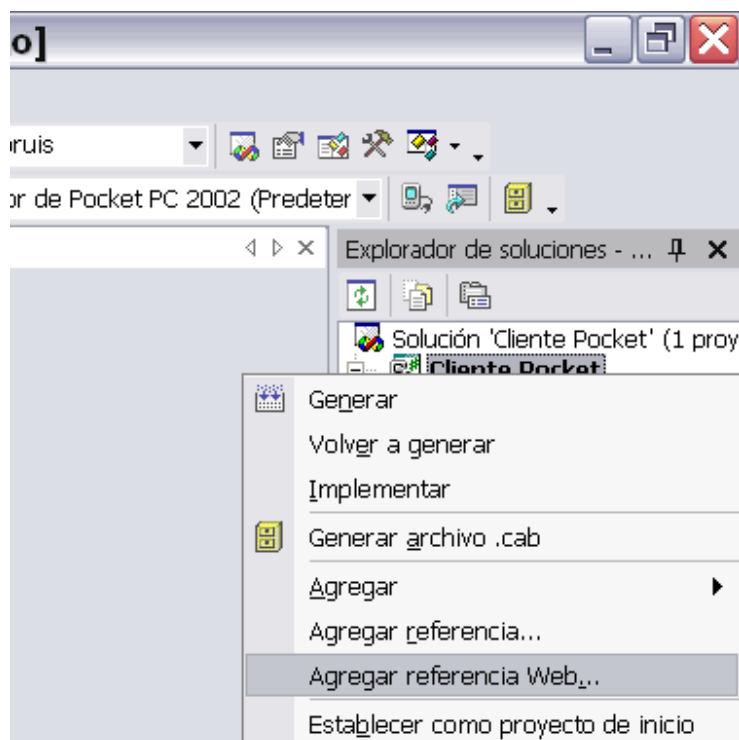 o]
oruis
or de Pocket PC 2002 (Predeter
Explorador de soluciones - ...
Solución 'Cliente Pocket' (1 proy
Cliente Pocket
Generar
Volver a generar
Implementar
Generar archivo .cab
Agregar
Agregar referencia...
Agregar referencia Web...
Establecer como proyecto de inicio